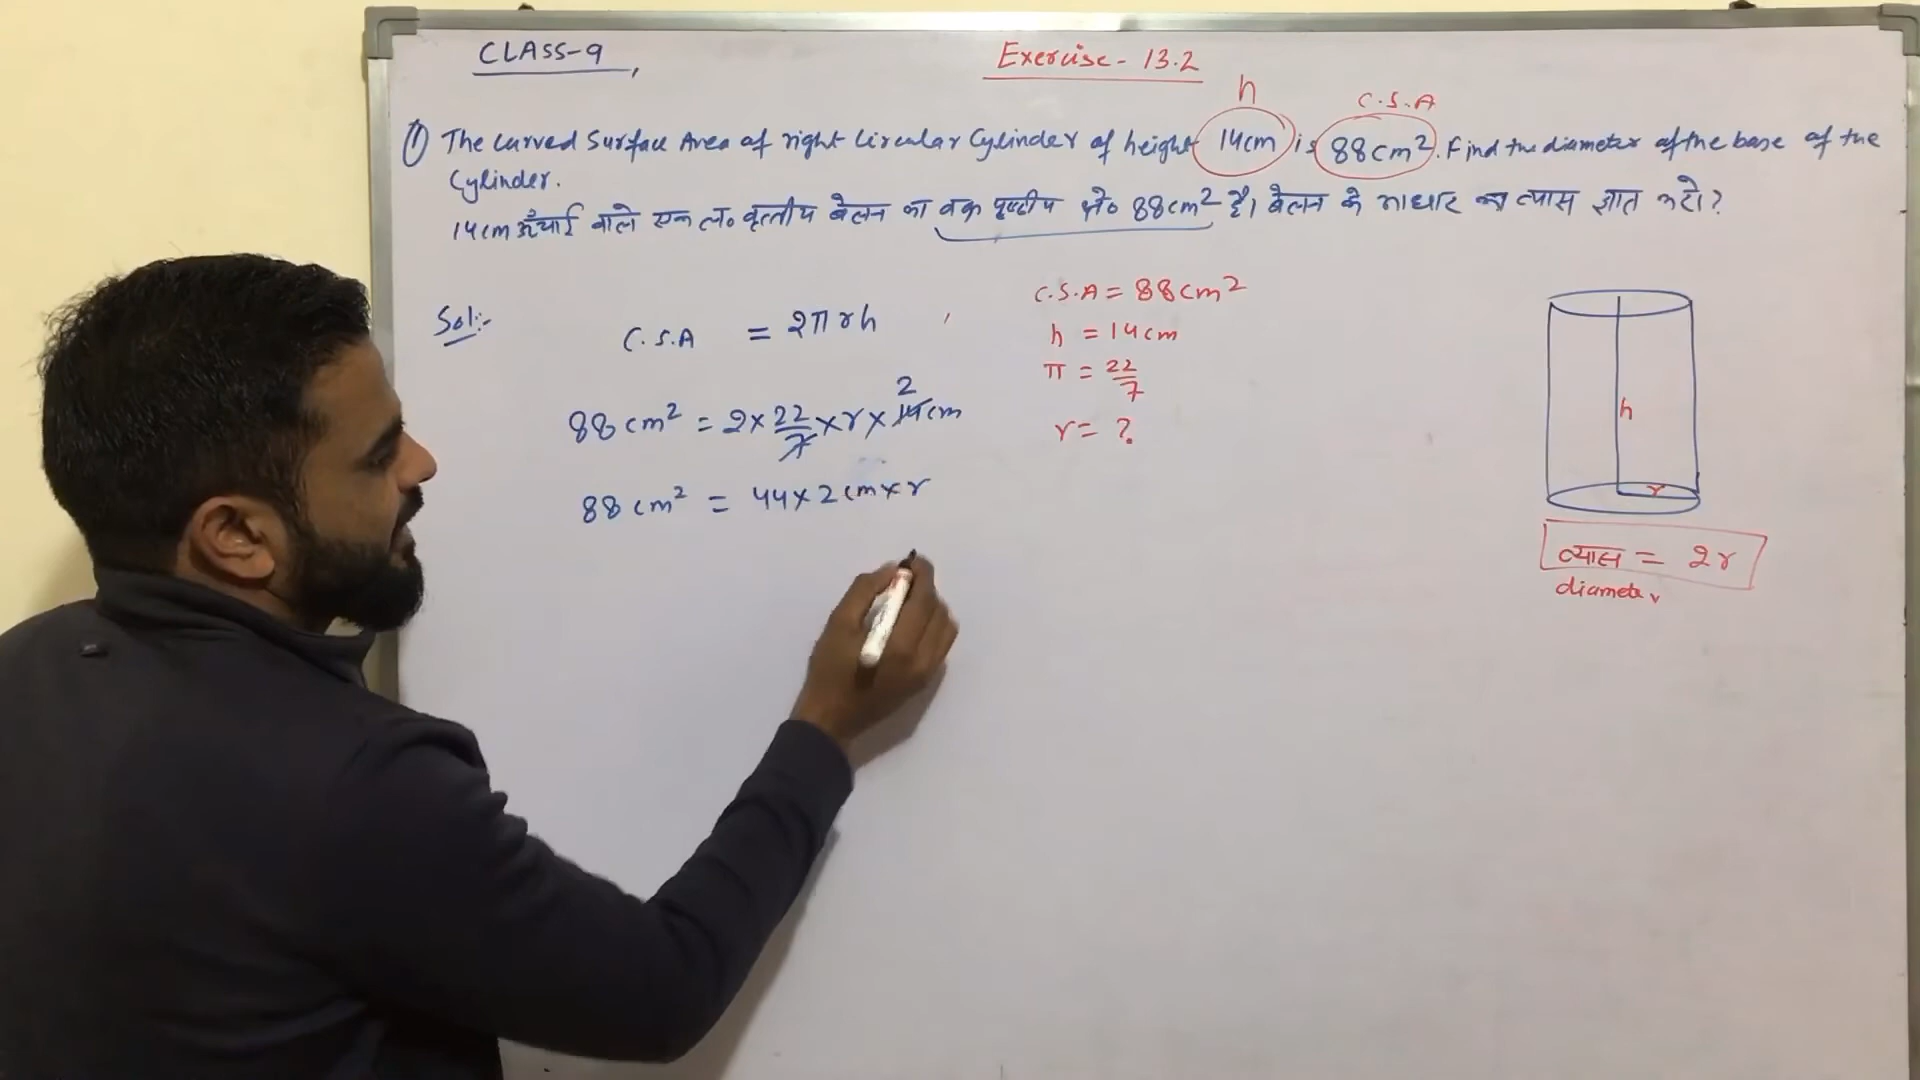 CLASS-9
Exercise - 13.2
h
C.S.A
① The Curved Surface Area of right Circular Cylinder of height 14cm is 88cm². Find the diameter of the base of the
Cylinder.
14cm ऊँचाई वाले एक ल० वृत्तीय बेलन का वक्र पृष्ठीय क्षे० 88cm² है। बेलन के आधार का व्यास ज्ञात करो?
Sol:-
C.S.A = 2πrh
88cm² = 2×22/7×r×14cm
2
88cm² = 44×2cm×r
C.S.A = 88cm²
h = 14cm
π = 22/7
r = ?
h
r
व्यास = 2r
diameter